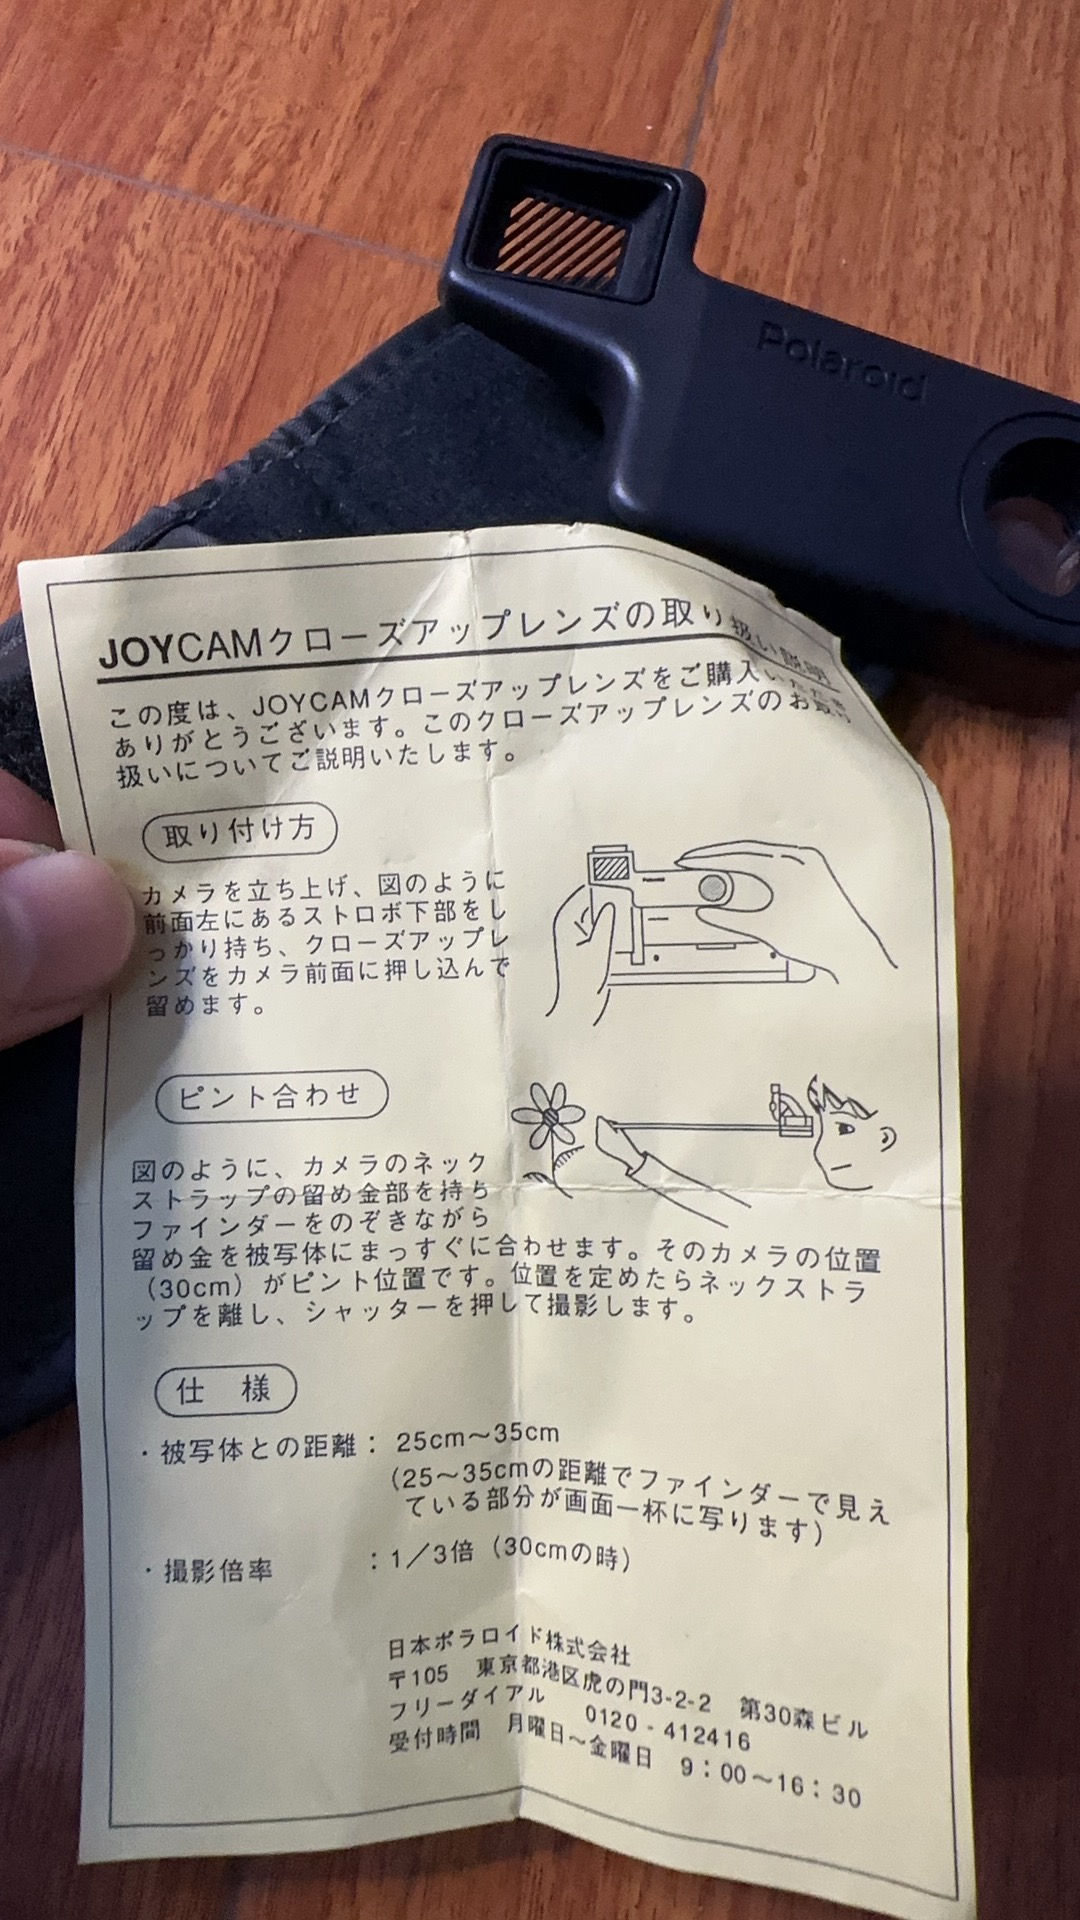 Polaroid
JOYCAMクローズアップレンズの取り扱い説明
この度は、JOYCAMクローズアップレンズをご購入いただき
ありがとうございます。このクローズアップレンズのお取り
扱いについてご説明いたします。
取り付け方
カメラを立ち上げ、図のように
前面左にあるストロボ下部をし
っかり持ち、クローズアップレ
ンズをカメラ前面に押し込んで
留めます。
ピント合わせ
図のように、カメラのネック
ストラップの留め金部を持ち
ファインダーをのぞきながら
留め金を被写体にまっすぐに合わせます。そのカメラの位置
（30cm）がピント位置です。位置を定めたらネックストラ
ップを離し、シャッターを押して撮影します。
仕　様
・被写体との距離：25cm～35cm
（25～35cmの距離でファインダーで見え
ている部分が画面一杯に写ります）
・撮影倍率　：1／3倍（30cmの時）
日本ポラロイド株式会社
〒105　東京都港区虎の門3-2-2　第30森ビル
フリーダイアル　0120 - 412416
受付時間　月曜日～金曜日　9：00～16：30